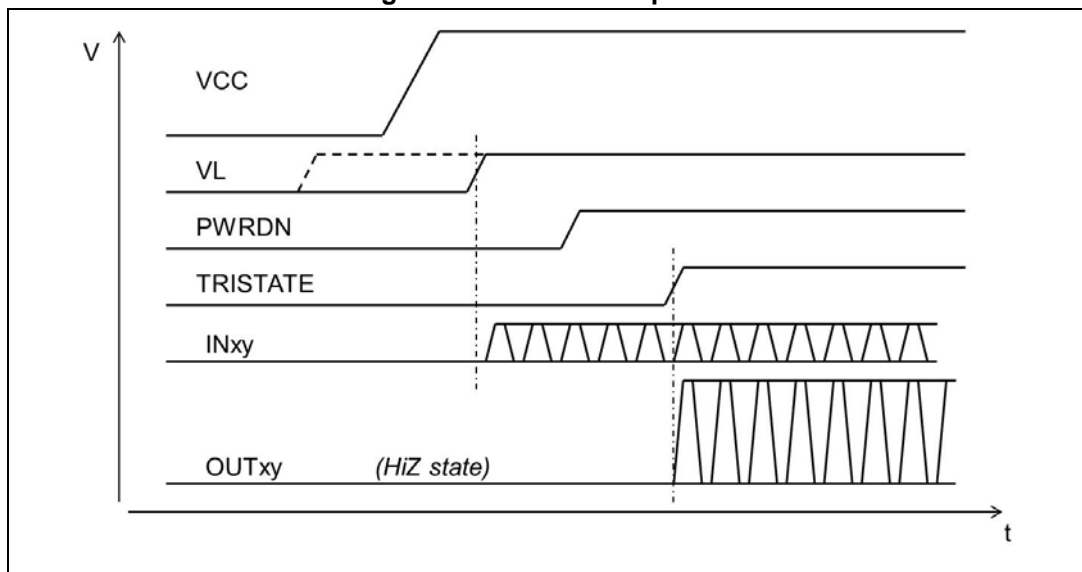 V
VCC
VL
PWRDN
TRISTATE
INxy
OUTxy (HiZ state)
t